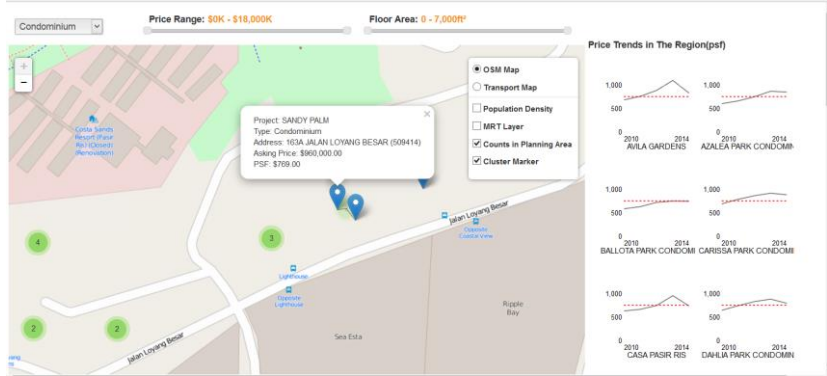 Condominium
Price Range: $0K - $18,000K
Floor Area: 0 - 7,000ft²
+
−
Costa Sands
Resort (Pasir
Ris) (Closed)
(Renovation)
Project: SANDY PALM
Type: Condominium
Address: 163A JALAN LOYANG BESAR (509414)
Asking Price: $960,000.00
PSF: $769.00
×
OSM Map
Transport Map
Population Density
MRT Layer
Counts in Planning Area
Cluster Marker
4
3
2
2
Jalan Loyang Besar
Opposite
Coastal View
Lighthouse
Opposite
Lighthouse
Ripple
Bay
Sea Esta
Jalan Loyang Besar
Price Trends in The Region(psf)
1,000
500
0
2010
2014
AVILA GARDENS
1,000
500
0
2010
2014
AZALEA PARK CONDOMIN
1,000
500
0
2010
2014
BALLOTA PARK CONDOMI
1,000
500
0
2010
2014
CARISSA PARK CONDOMI
1,000
500
0
2010
2014
CASA PASIR RIS
1,000
500
0
2010
2014
DAHLIA PARK CONDOMIN